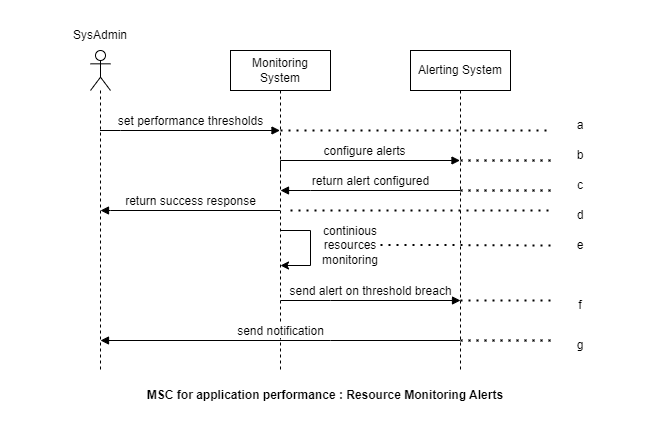 SysAdmin
Monitoring
System
Alerting System
set performance thresholds
a
configure alerts
b
return alert configured
c
return success response
d
continious
resources
monitoring
e
send alert on threshold breach
f
send notification
g
MSC for application performance : Resource Monitoring Alerts